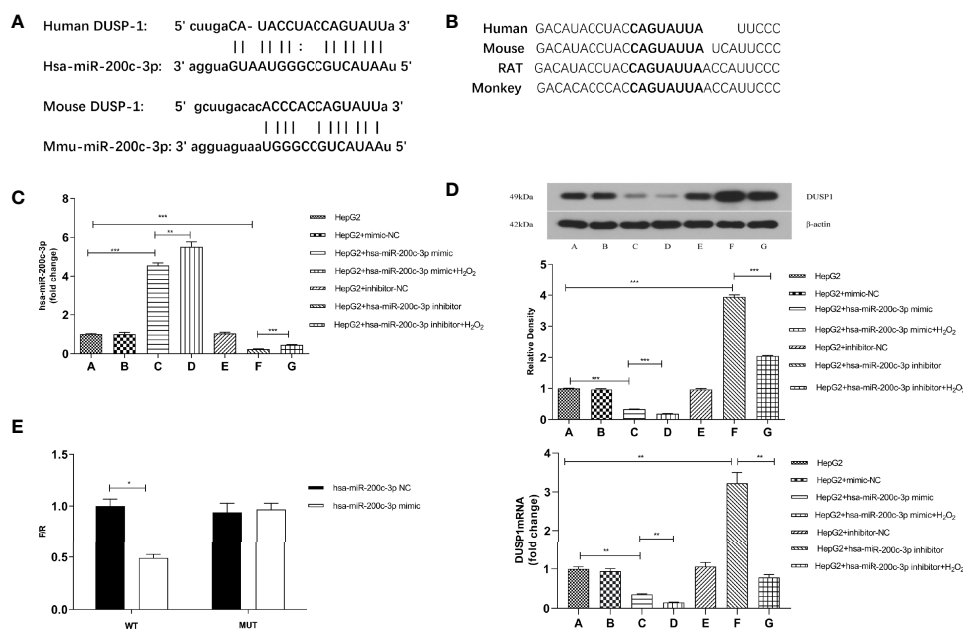 A
Human DUSP-1: 5' cuugaCA- UACCUACCAGUAUUa 3'
Hsa-miR-200c-3p: 3' agguaGUAAUGGGCCGUCAUAAu 5'
Mouse DUSP-1: 5' gcuugacacACCCACCAGUAUUa 3'
Mmu-miR-200c-3p: 3' agguaguaaUGGGCCGUCAUAAu 5'
B
Human GACAUACCUACCAGUAUUA UUCCC
Mouse GACAUACCUACCAGUAUUA UCAUUCCC
RAT GACAUACCUACCAGUAUUAACCAUUCCC
Monkey GACACACCCACCAGUAUUAACCAUUCCC
C
hsa-miR-200c-3p
(fold change)
8
6
4
2
0
***
***
**
***
A B C D E F G
HepG2
HepG2+mimic-NC
HepG2+hsa-miR-200c-3p mimic
HepG2+hsa-miR-200c-3p mimic+H₂O₂
HepG2+inhibitor-NC
HepG2+hsa-miR-200c-3p inhibitor
HepG2+hsa-miR-200c-3p inhibitor+H₂O₂
D
49kDa DUSP1
42kDa β-actin
A B C D E F G
Relative Density
5
4
3
2
1
0
***
***
***
***
A B C D E F G
HepG2
HepG2+mimic-NC
HepG2+hsa-miR-200c-3p mimic
HepG2+hsa-miR-200c-3p mimic+H₂O₂
HepG2+inhibitor-NC
HepG2+hsa-miR-200c-3p inhibitor
HepG2+hsa-miR-200c-3p inhibitor+H₂O₂
DUSP1mRNA
(fold change)
4
3
2
1
0
**
**
**
**
A B C D E F G
HepG2
HepG2+mimic-NC
HepG2+hsa-miR-200c-3p mimic
HepG2+hsa-miR-200c-3p mimic+H₂O₂
HepG2+inhibitor-NC
HepG2+hsa-miR-200c-3p inhibitor
HepG2+hsa-miR-200c-3p inhibitor+H₂O₂
E
F/R
1.5
1.0
0.5
0.0
*
WT MUT
hsa-miR-200c-3p NC
hsa-miR-200c-3p mimic